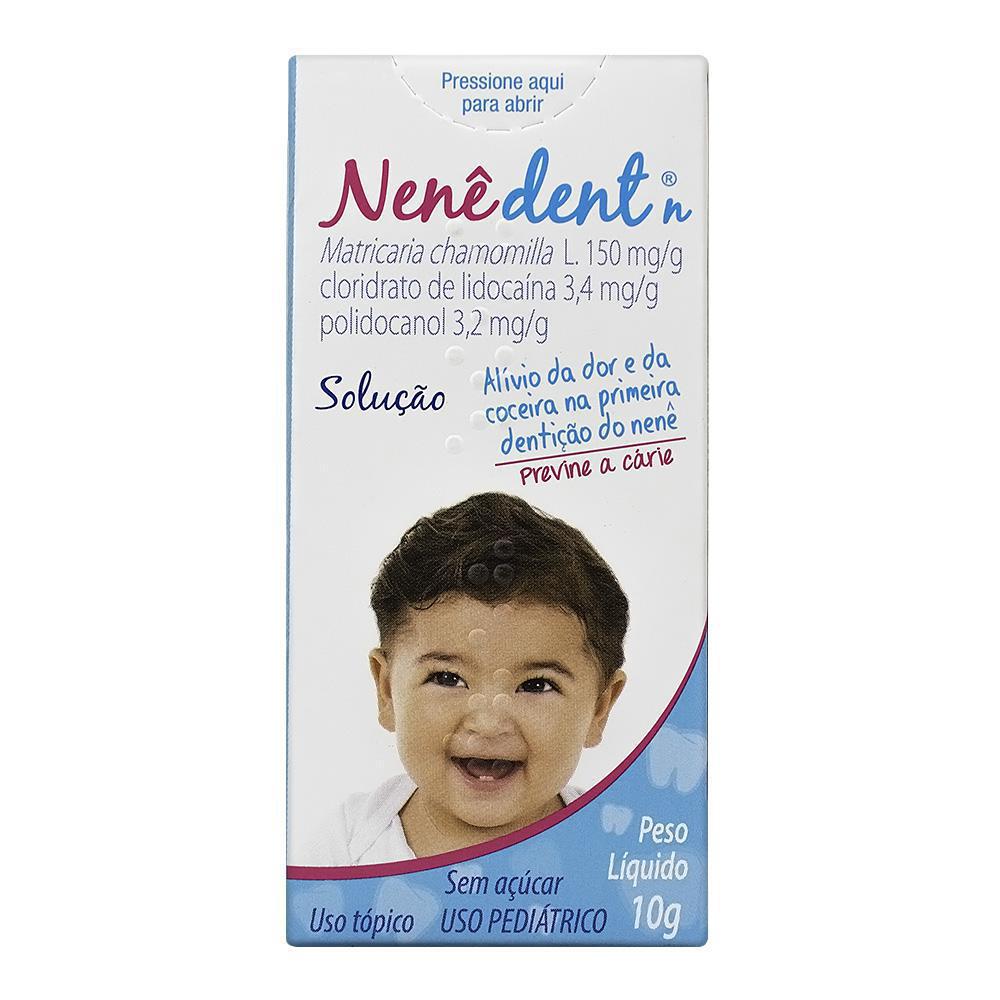 Pressione aqui
para abrir
Nenêdent® n
Matricaria chamomilla L. 150 mg/g
cloridrato de lidocaína 3,4 mg/g
polidocanol 3,2 mg/g
Solução
Alívio da dor e da
coceira na primeira
dentição do nenê
Previne a cárie
Peso
Líquido
10g
Sem açúcar
Uso tópico USO PEDIÁTRICO